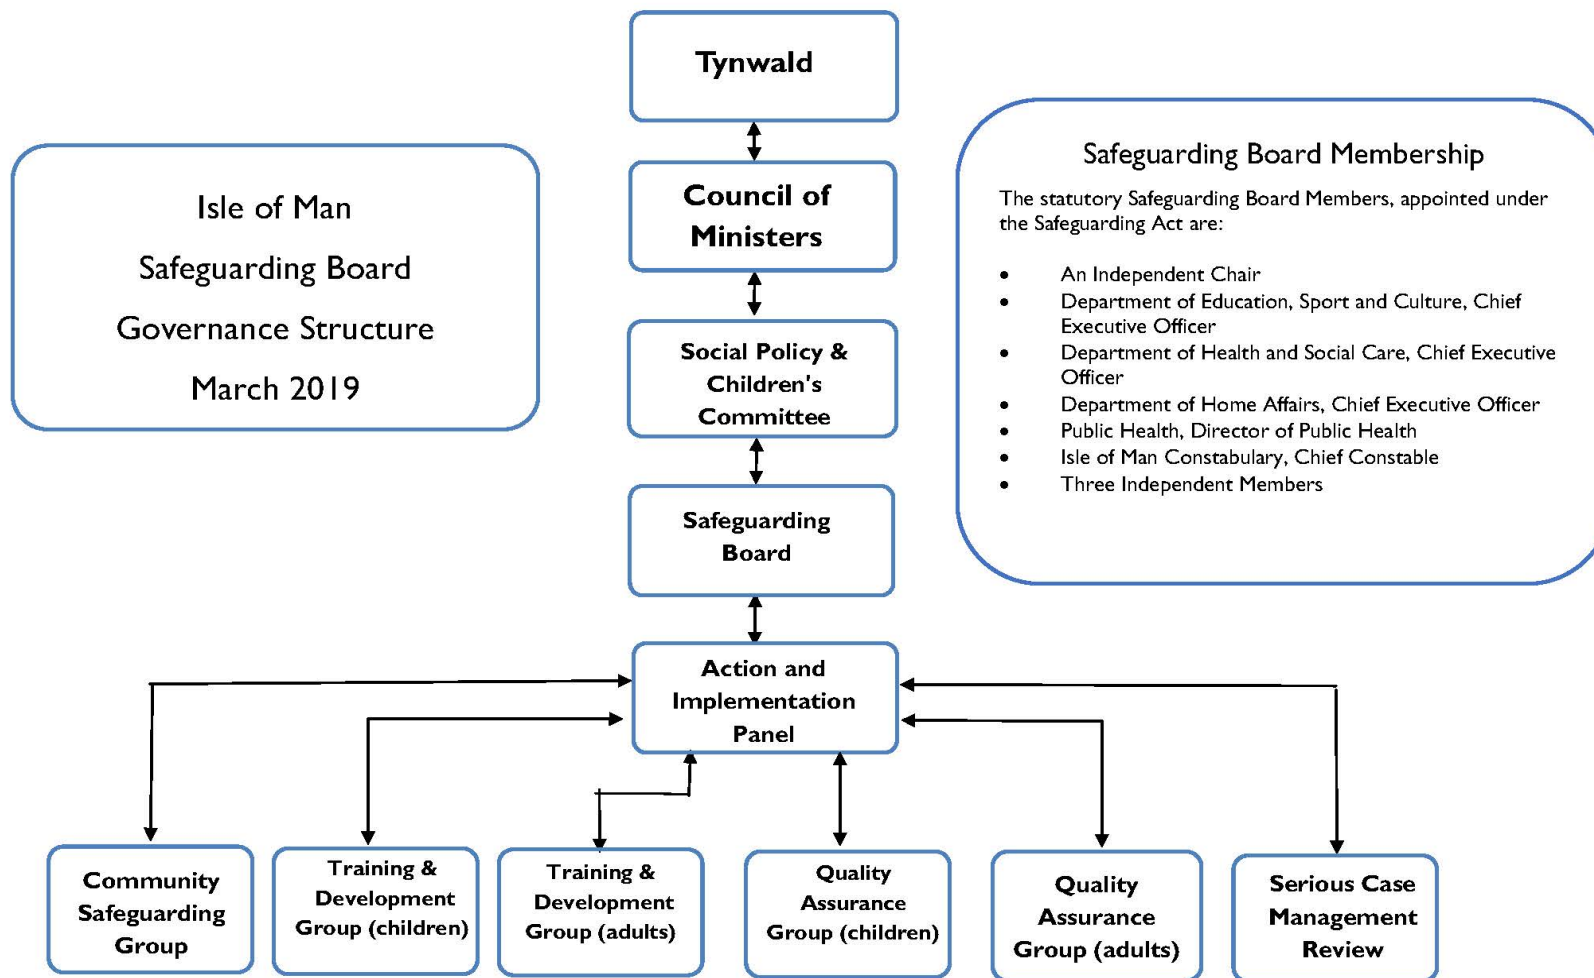 Tynwald
Isle of Man
Safeguarding Board
Governance Structure
March 2019
Council of
Ministers
Social Policy &
Children's
Committee
Safeguarding
Board
Safeguarding Board Membership
The statutory Safeguarding Board Members, appointed under
the Safeguarding Act are:
• An Independent Chair
• Department of Education, Sport and Culture, Chief
Executive Officer
• Department of Health and Social Care, Chief Executive
Officer
• Department of Home Affairs, Chief Executive Officer
• Public Health, Director of Public Health
• Isle of Man Constabulary, Chief Constable
• Three Independent Members
Action and
Implementation
Panel
Community
Safeguarding
Group
Training &
Development
Group (children)
Training &
Development
Group (adults)
Quality
Assurance
Group (children)
Quality
Assurance
Group (adults)
Serious Case
Management
Review